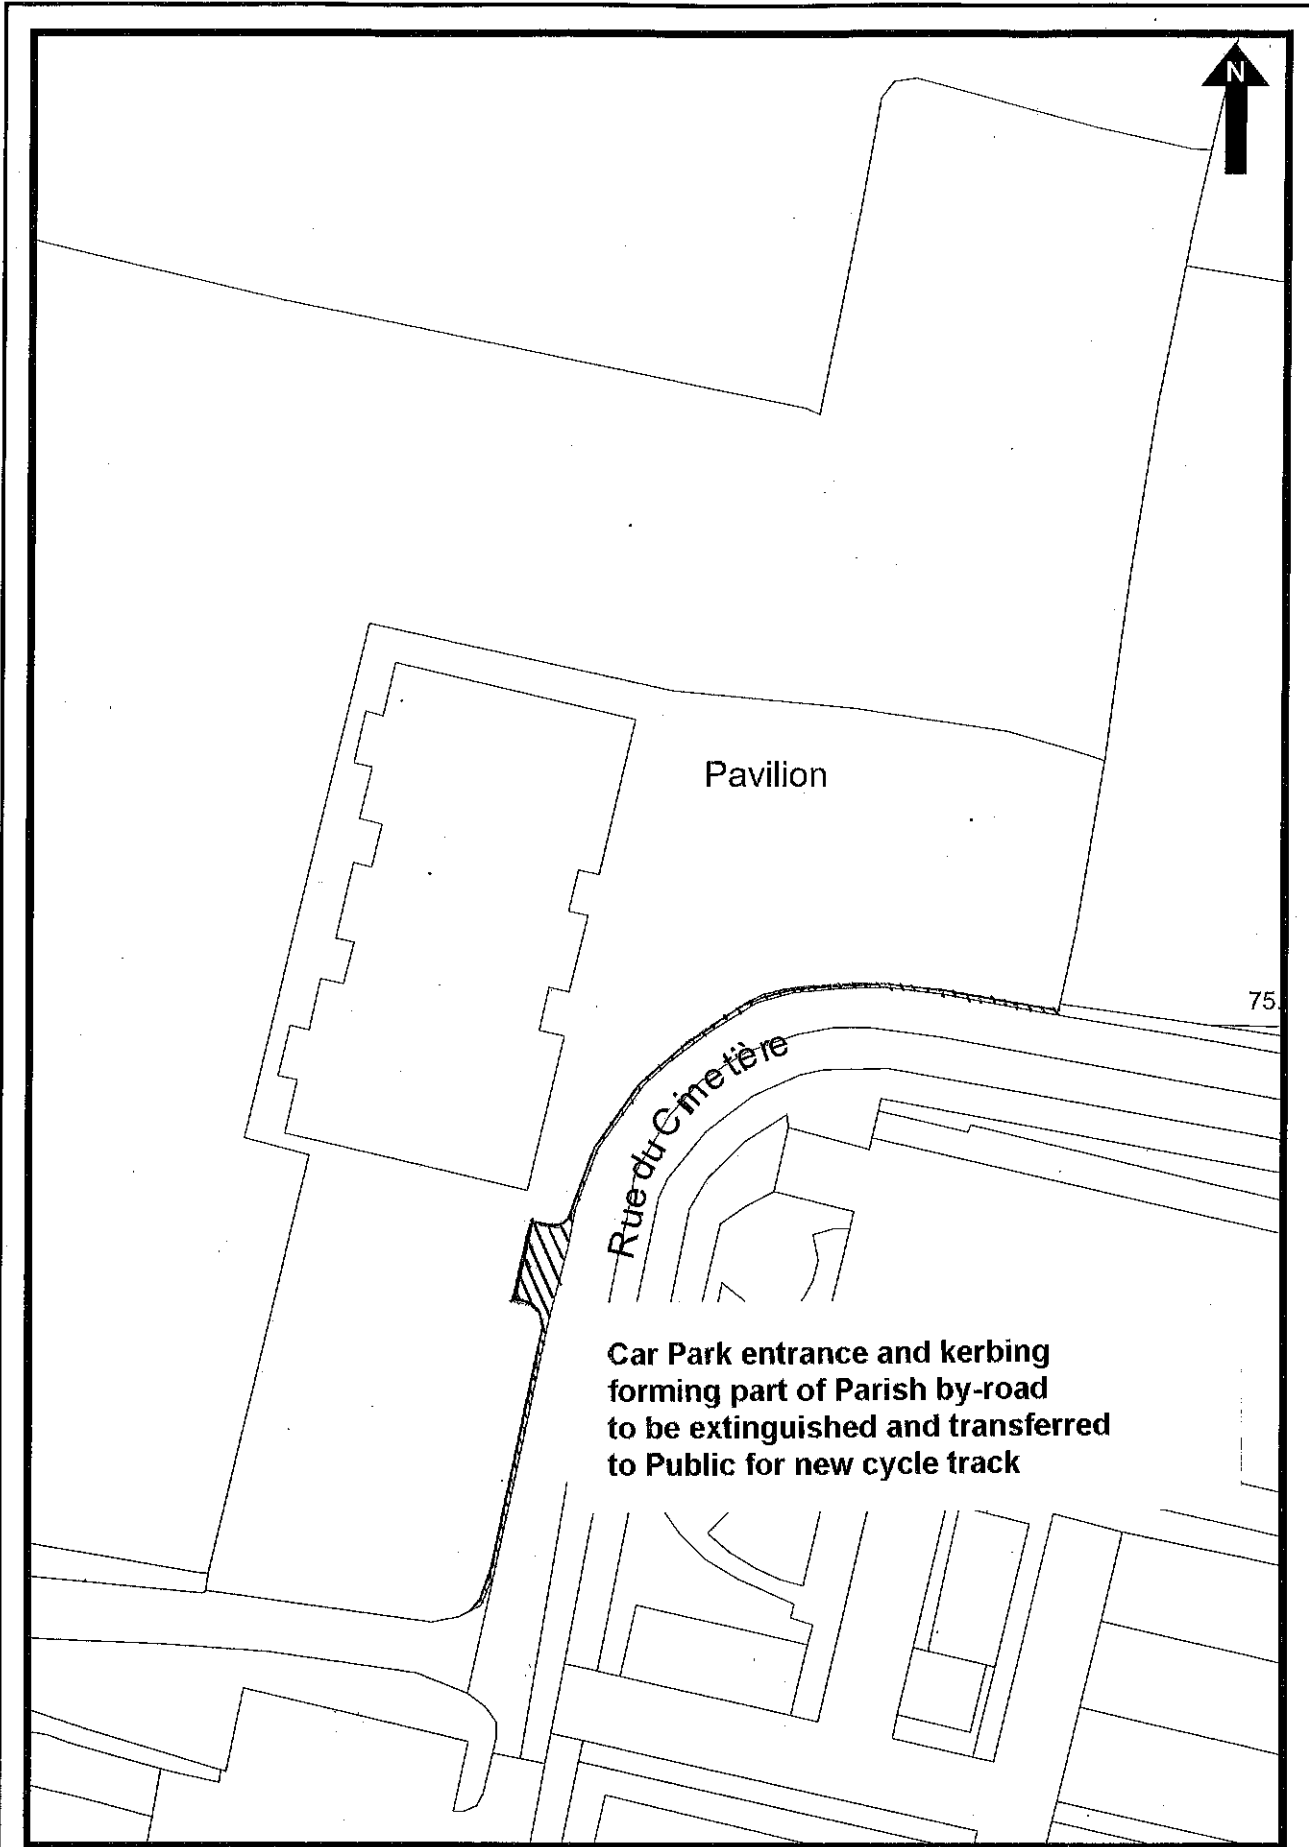 N
Pavilion
75.
Rue du Cimetière
Car Park entrance and kerbing
forming part of Parish by-road
to be extinguished and transferred
to Public for new cycle track